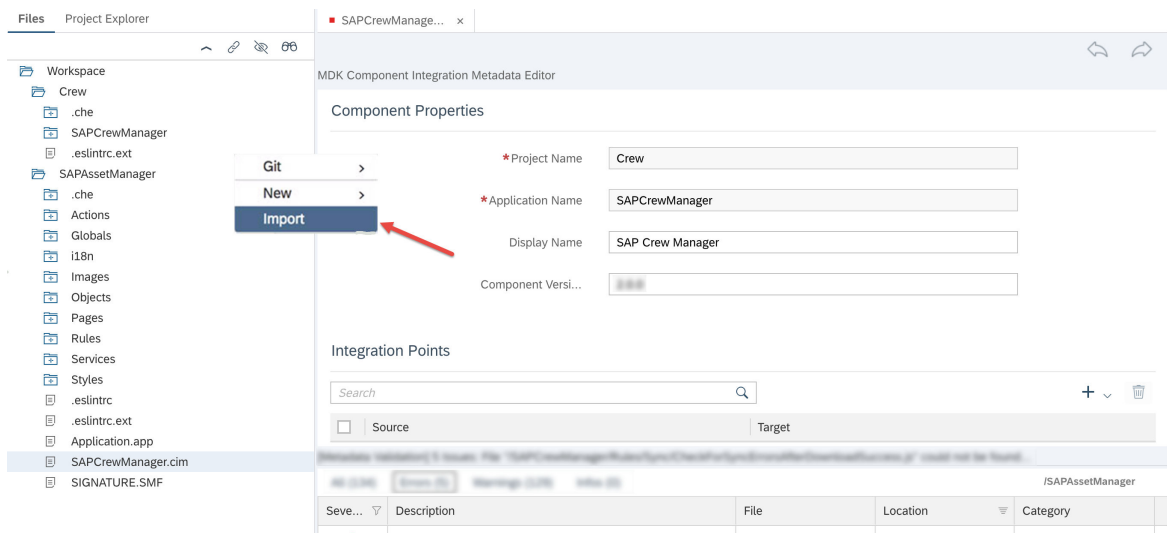 Files Project Explorer
SAPCrewManage... ×
MDK Component Integration Metadata Editor
Workspace
Crew
.che
SAPCrewManager
.eslintrc.ext
SAPAssetManager
.che
Actions
Globals
i18n
Images
Objects
Pages
Rules
Services
Styles
.eslintrc
.eslintrc.ext
Application.app
SAPCrewManager.cim
SIGNATURE.SMF
Git
New
Import
Component Properties
*Project Name Crew
*Application Name SAPCrewManager
Display Name SAP Crew Manager
Component Versi...
Integration Points
Search
Source Target
/SAPAssetManager
Seve... Description File Location Category